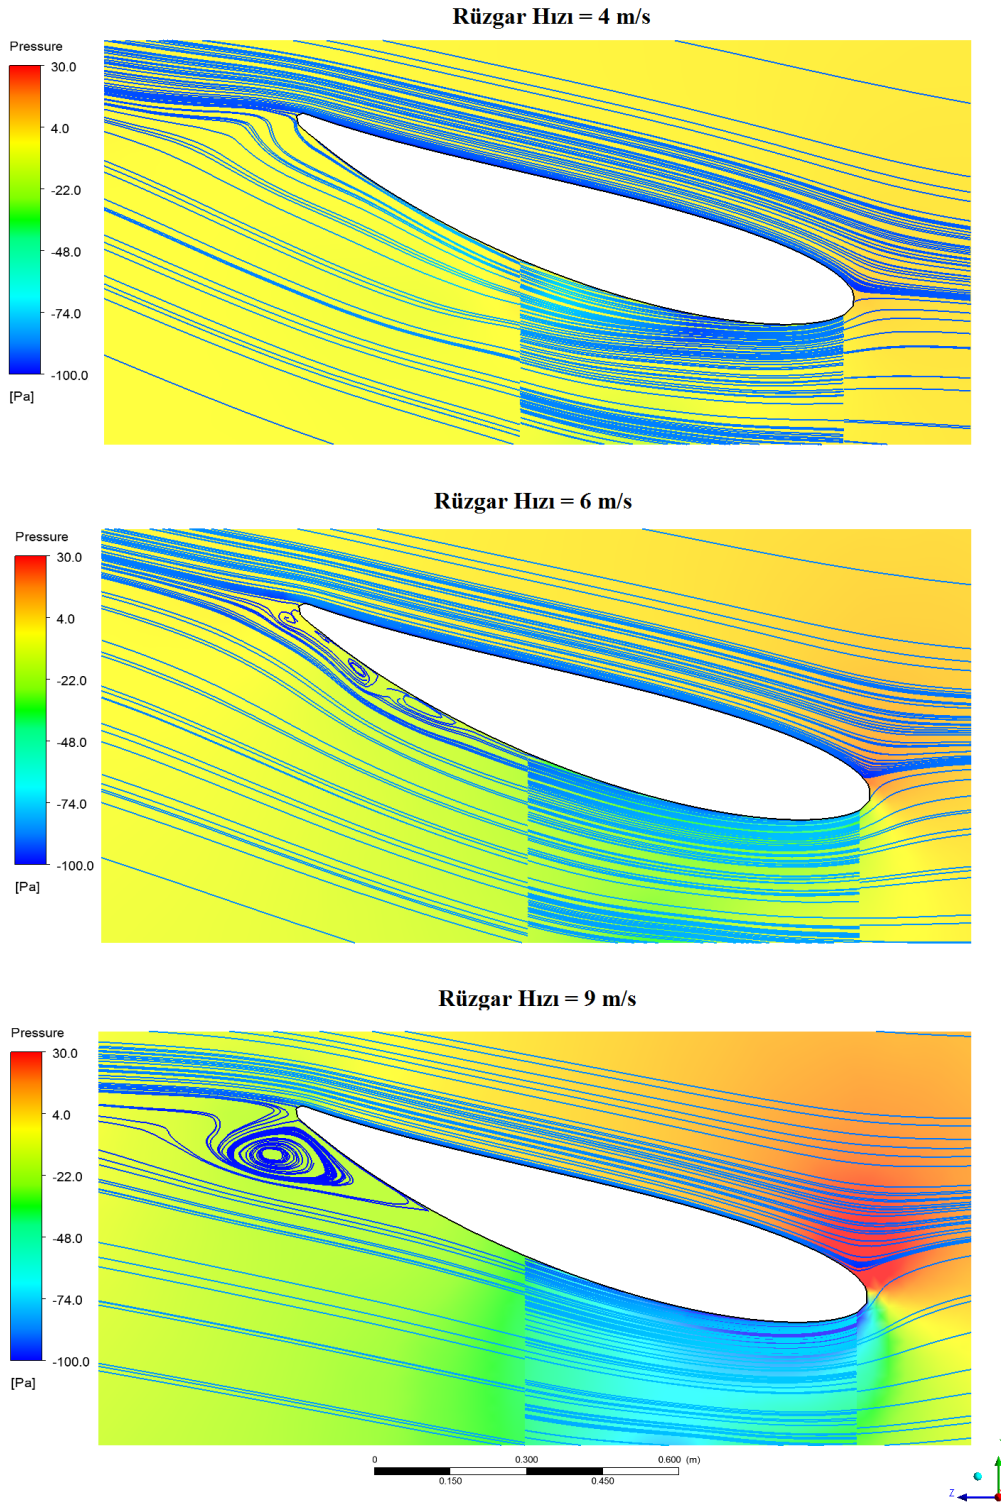 Rüzgar Hızı = 4 m/s
Pressure
30.0
4.0
-22.0
-48.0
-74.0
-100.0
[Pa]
Rüzgar Hızı = 6 m/s
Pressure
30.0
4.0
-22.0
-48.0
-74.0
-100.0
[Pa]
Rüzgar Hızı = 9 m/s
Pressure
30.0
4.0
-22.0
-48.0
-74.0
-100.0
[Pa]
0 0.300 0.600 (m)
0.150 0.450
Z